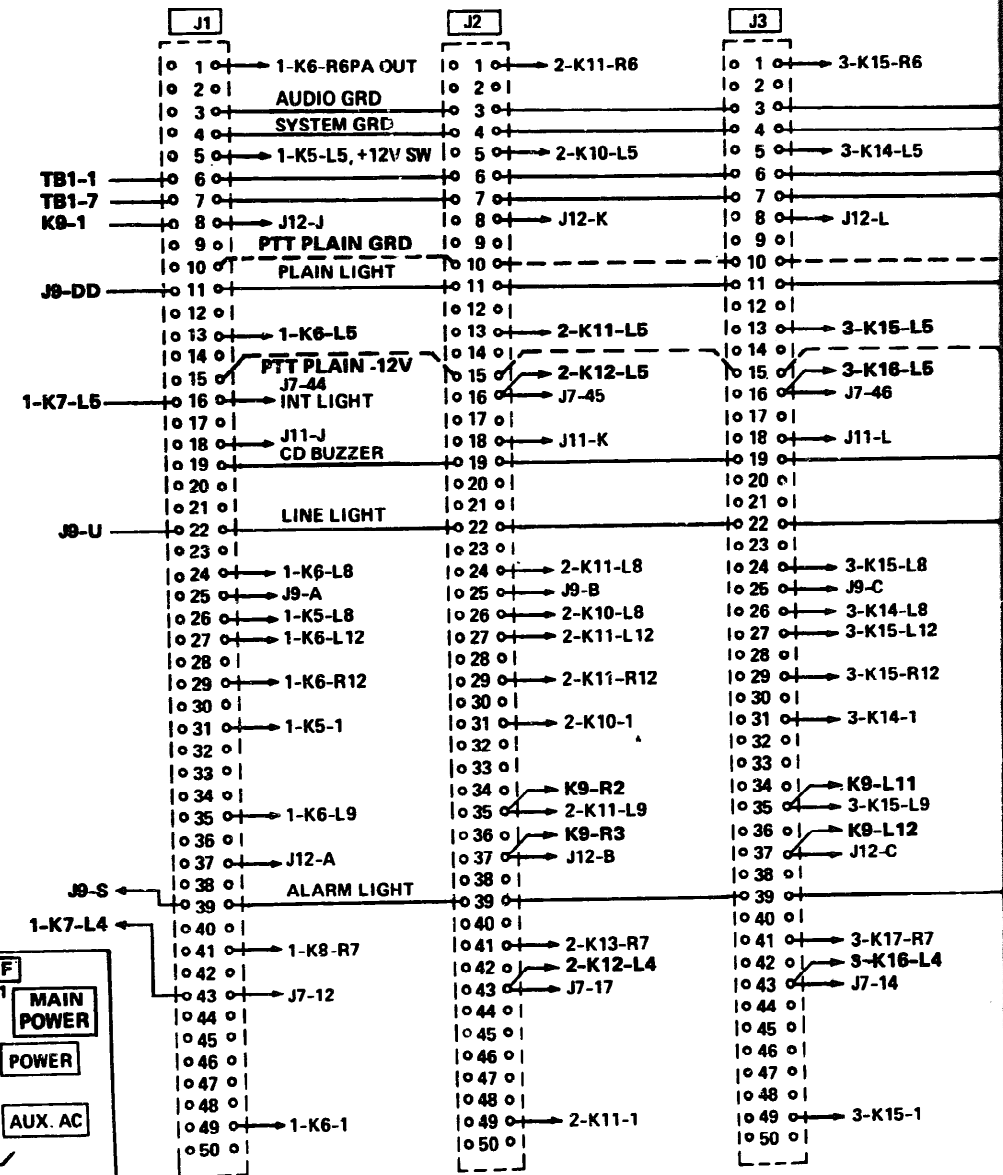 J1 J2 J3
1 1-K6-R6PA OUT 1 2-K11-R6 1 3-K15-R6
2 2 2
AUDIO GRD
3 3 3
SYSTEM GRD
4 4 4
5 1-K5-L5, +12V SW 5 2-K10-L5 5 3-K14-L5
TB1-1 6 6 6
TB1-7 7 7 7
K9-1 8 J12-J 8 J12-K 8 J12-L
9 PTT PLAIN GRD 9 9
10 PLAIN LIGHT 10 10
J9-DD 11 11 11
12 12 12
13 1-K6-L5 13 2-K11-L5 13 3-K15-L5
14 14 14
PTT PLAIN -12V
15 J7-44 15 2-K12-L5 15 3-K16-L5
1-K7-L5 16 INT LIGHT 16 J7-45 16 J7-46
17 17 17
18 J11-J 18 J11-K 18 J11-L
CD BUZZER
19 19 19
20 20 20
21 21 21
LINE LIGHT
J9-U 22 22 22
23 23 23
24 1-K6-L8 24 2-K11-L8 24 3-K15-L8
25 J9-A 25 J9-B 25 J9-C
26 1-K5-L8 26 2-K10-L8 26 3-K14-L8
27 1-K6-L12 27 2-K11-L12 27 3-K15-L12
28 28 28
29 1-K6-R12 29 2-K11-R12 29 3-K15-R12
30 30 30
31 1-K5-1 31 2-K10-1 31 3-K14-1
32 32 32
33 33 33
34 34 K9-R2 34 K9-L11
35 1-K6-L9 35 2-K11-L9 35 3-K15-L9
36 36 K9-R3 36 K9-L12
37 J12-A 37 J12-B 37 J12-C
38 38 38
ALARM LIGHT
J9-S 39 39 39
1-K7-L4 40 40 40
41 1-K8-R7 41 2-K13-R7 41 3-K17-R7
42 42 2-K12-L4 42 3-K16-L4
43 J7-12 43 J7-17 43 J7-14
44 44 44
45 45 45
46 46 46
47 47 47
48 48 48
49 1-K6-1 49 2-K11-1 49 3-K15-1
50 50 50
F
1
MAIN
POWER
POWER
AUX. AC